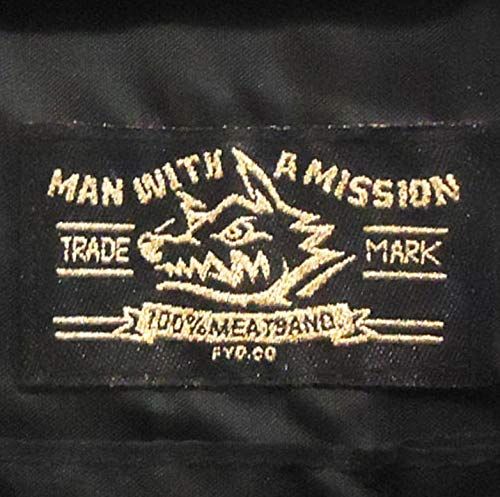 MAN WITH A MISSION
TRADE MARK
100% MEATBAND
FYD.CO